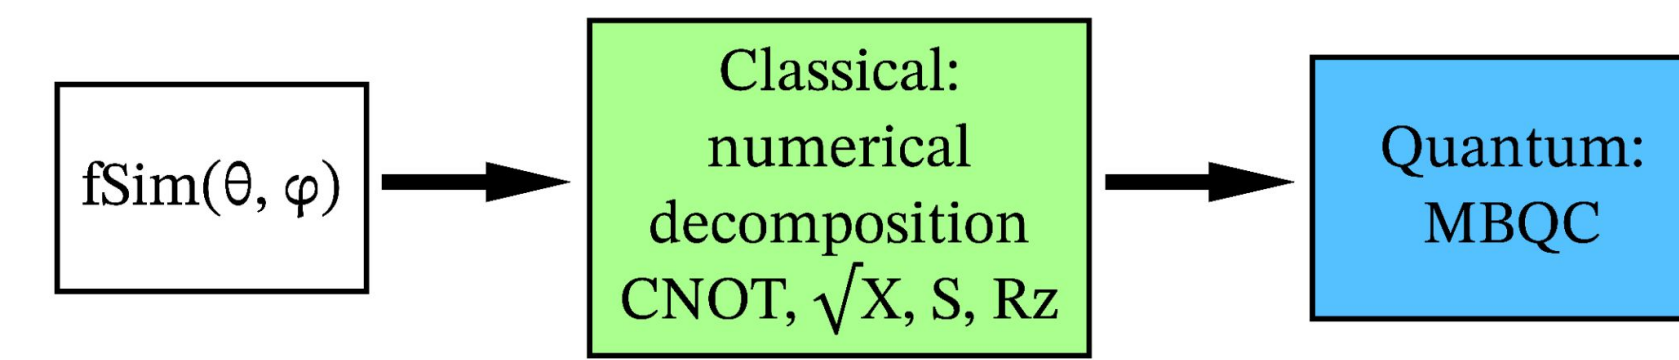 fSim(θ, φ)
Classical:
numerical
decomposition
CNOT, √X, S, Rz
Quantum:
MBQC